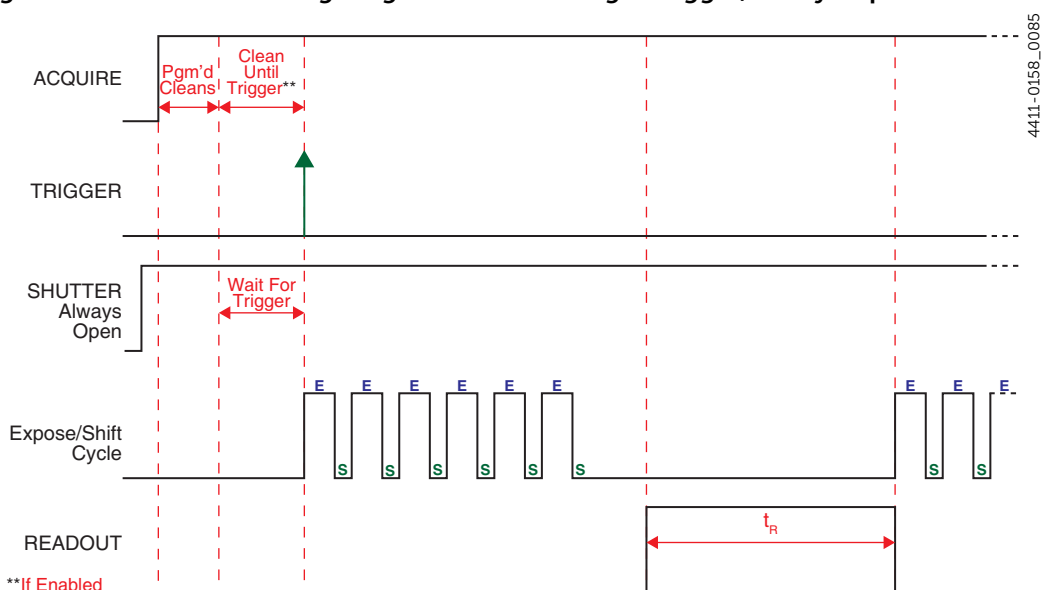 4411-0158_0085
ACQUIRE
Pgm'd
Cleans
Clean
Until
Trigger**
TRIGGER
SHUTTER
Always
Open
Wait For
Trigger
E E E E E E E E E
Expose/Shift
Cycle
S S S S S S S S
READOUT
tR
**If Enabled